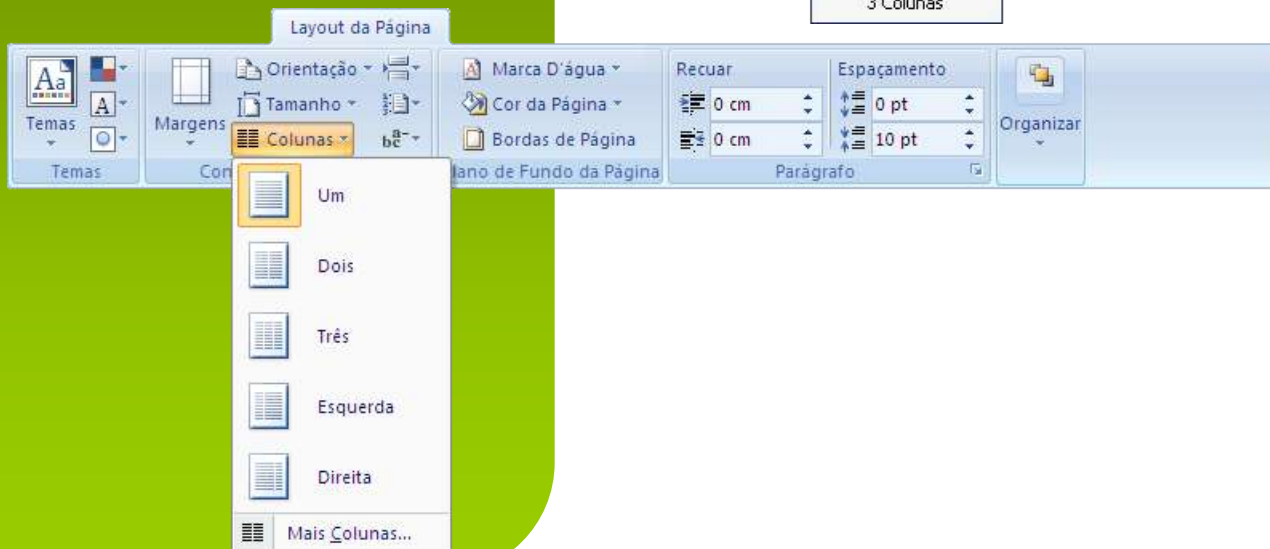 3 Colunas
Layout da Página
Orientação
Marca D'água
Recuar
Espaçamento
Aa
A
Tamanho
Cor da Página
0 cm
0 pt
Temas
Margens
Organizar
Colunas
Bordas de Página
0 cm
10 pt
Temas
Con
lano de Fundo da Página
Parágrafo
Um
Dois
Três
Esquerda
Direita
Mais Colunas...